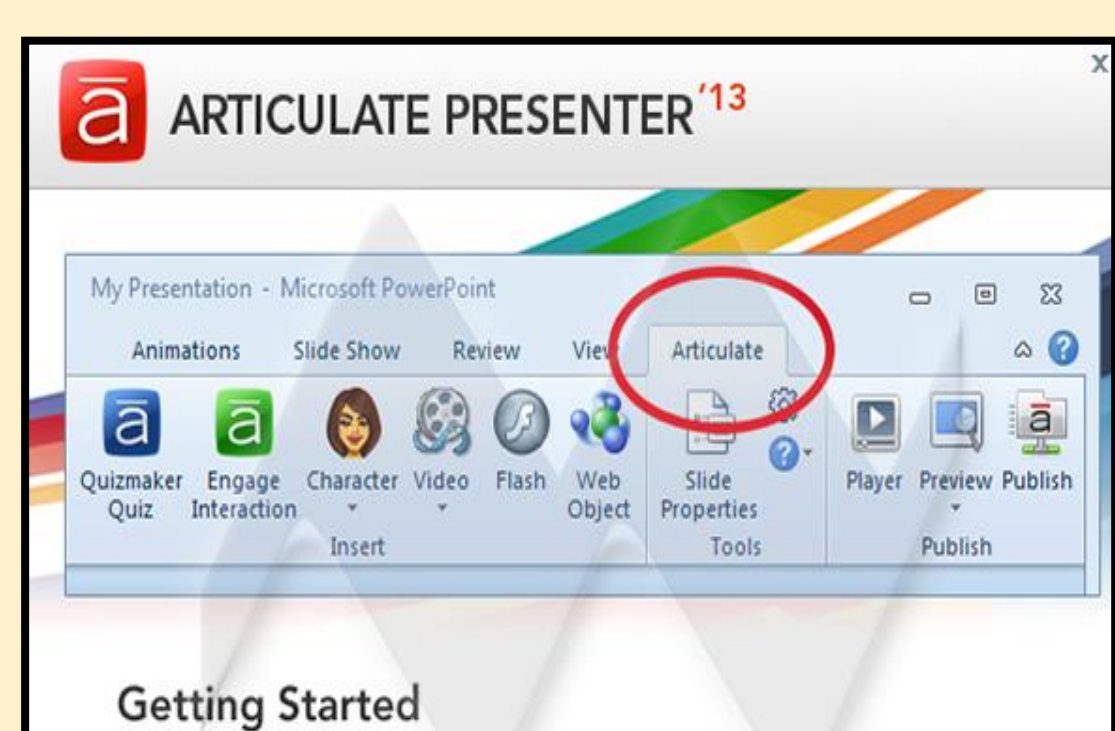 ā ARTICULATE PRESENTER '13
My Presentation - Microsoft PowerPoint
Animations Slide Show Review View Articulate
ā ā ā
Quizmaker Quiz
Engage Interaction
Character
Video
Flash
Web Object
Slide Properties
Player
Preview
Publish
Insert Tools Publish
Getting Started